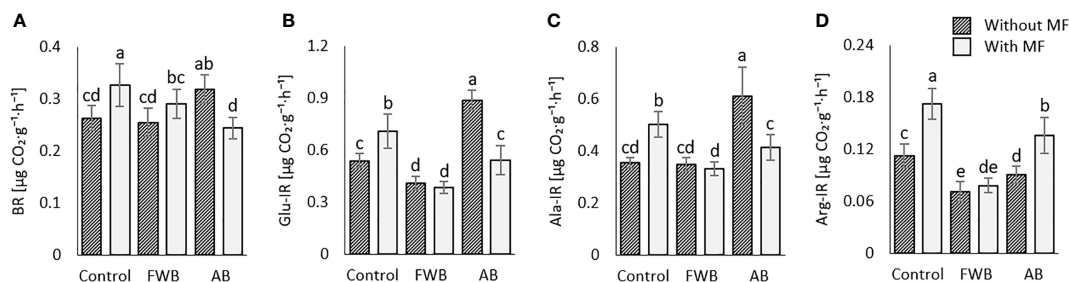 A
BR [µg CO₂·g⁻¹·h⁻¹]
0.4
0.3
0.2
0.1
0
cd
a
cd
bc
ab
d
Control
FWB
AB
B
Glu-IR [µg CO₂·g⁻¹·h⁻¹]
1.2
0.9
0.6
0.3
0
c
b
d
d
a
c
Control
FWB
AB
C
Ala-IR [µg CO₂·g⁻¹·h⁻¹]
0.8
0.6
0.4
0.2
0
cd
b
cd
d
a
c
Control
FWB
AB
D
Arg-IR [µg CO₂·g⁻¹·h⁻¹]
0.24
0.18
0.12
0.06
0
c
a
e
de
d
b
Control
FWB
AB
Without MF
With MF